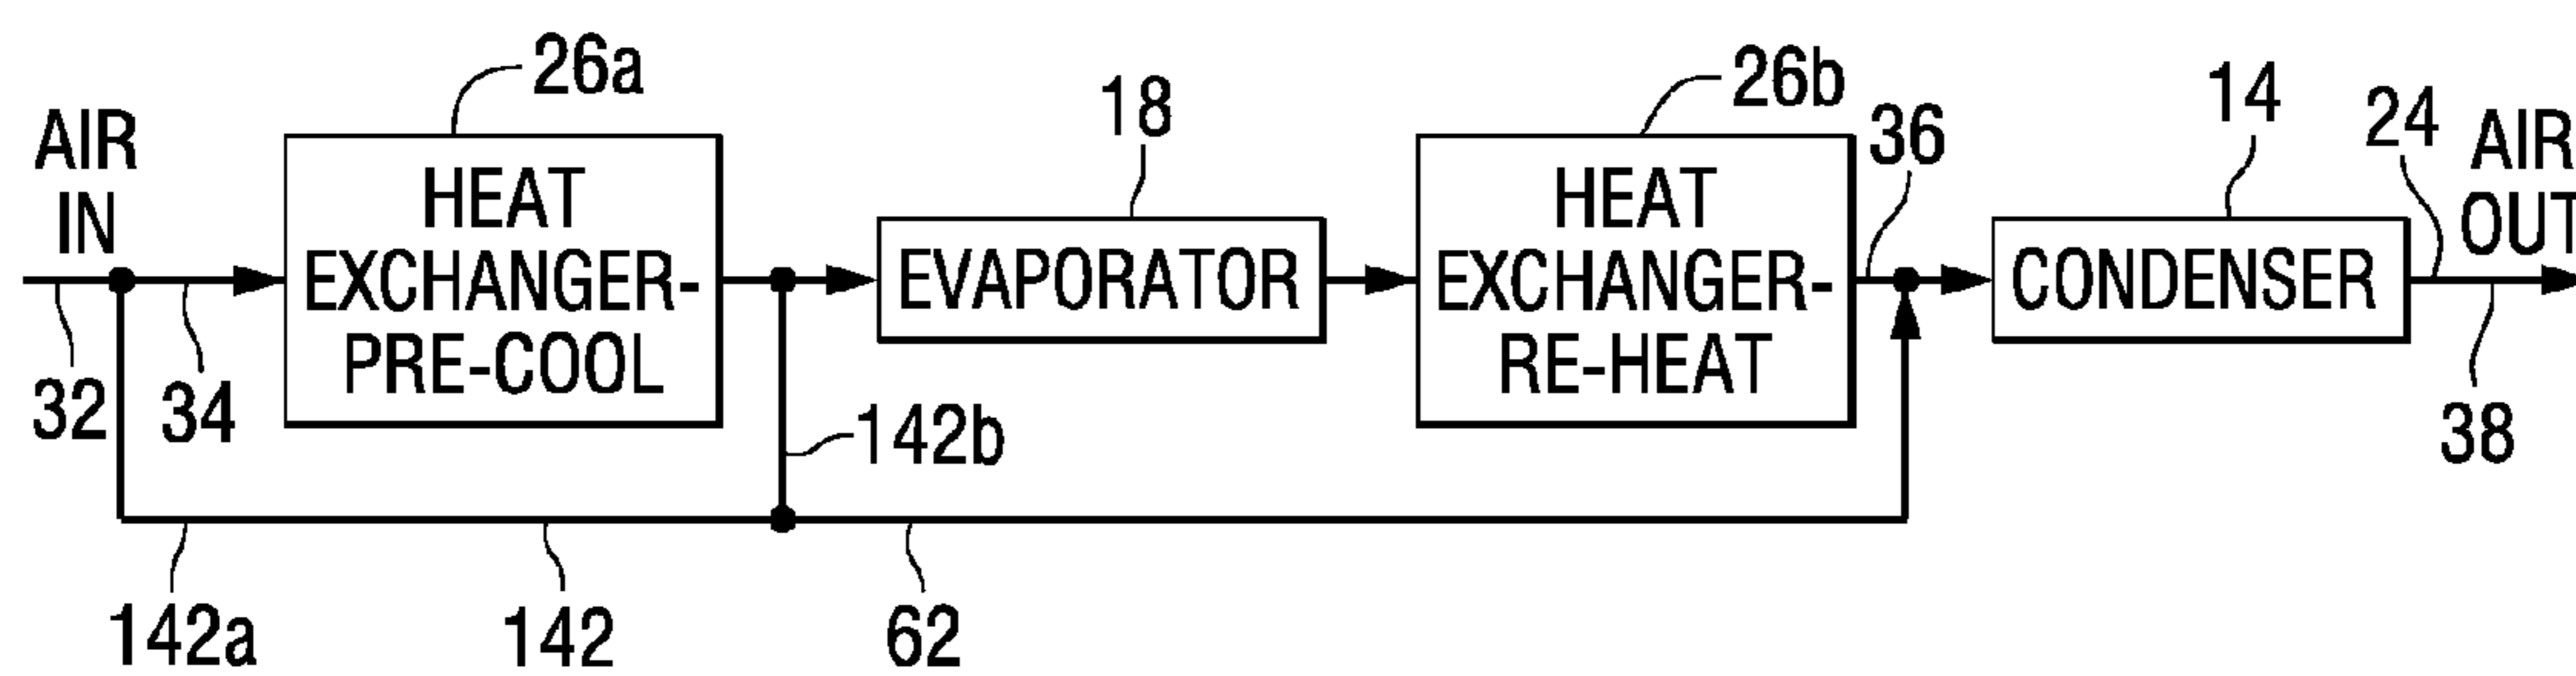 26a
26b
18
14
24
36
AIR
IN
AIR
OUT
HEAT
EXCHANGER-
PRE-COOL
EVAPORATOR
HEAT
EXCHANGER-
RE-HEAT
CONDENSER
32
34
142b
38
142a
142
62